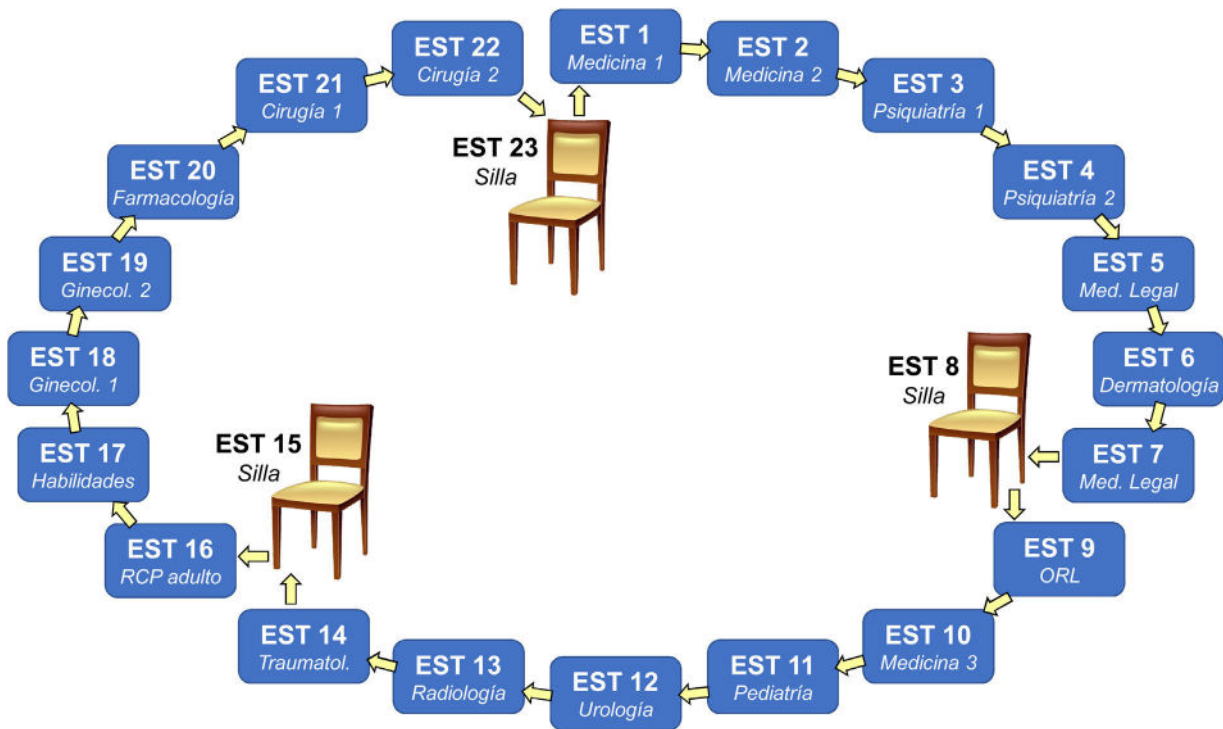 EST 1
Medicina 1
EST 2
Medicina 2
EST 3
Psiquiatría 1
EST 4
Psiquiatría 2
EST 5
Med. Legal
EST 6
Dermatología
EST 7
Med. Legal
EST 8
Silla
EST 9
ORL
EST 10
Medicina 3
EST 11
Pediatría
EST 12
Urología
EST 13
Radiología
EST 14
Traumatol.
EST 15
Silla
EST 16
RCP adulto
EST 17
Habilidades
EST 18
Ginecol. 1
EST 19
Ginecol. 2
EST 20
Farmacología
EST 21
Cirugía 1
EST 22
Cirugía 2
EST 23
Silla